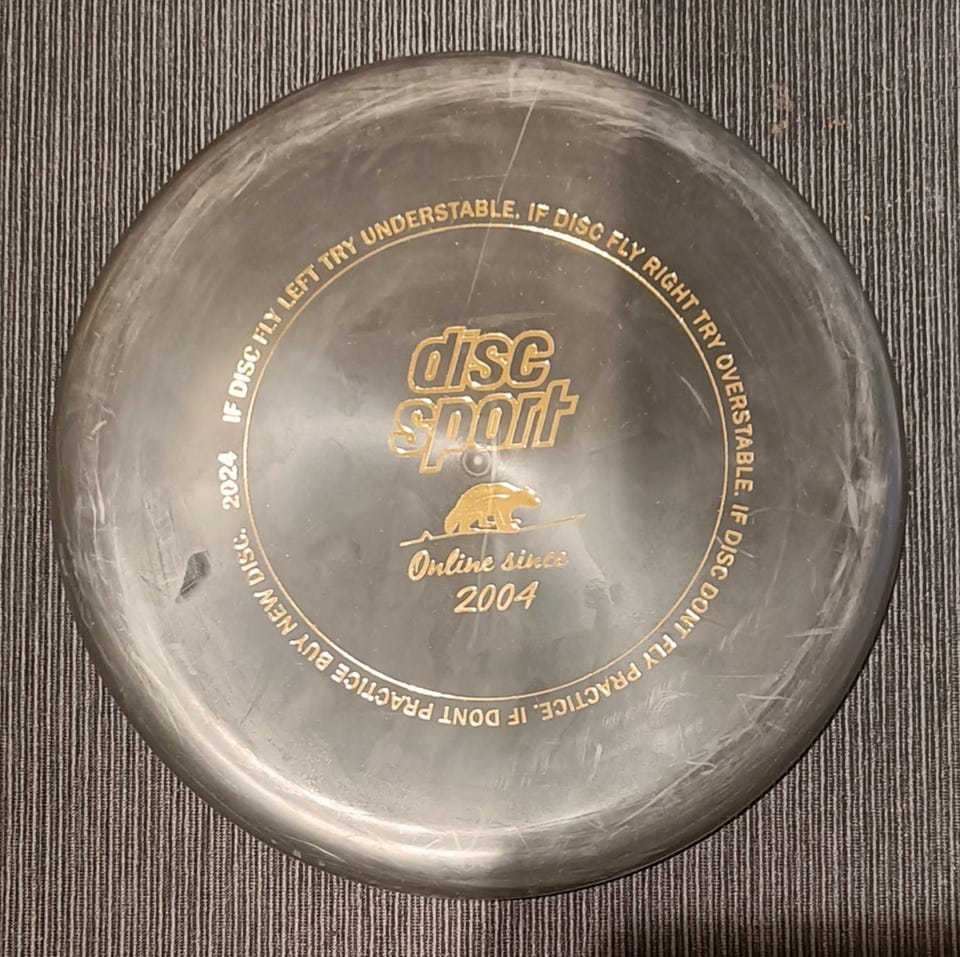 disc
sport
Online since
2004
2024 IF DISC FLY LEFT TRY UNDERSTABLE. IF DISC FLY RIGHT TRY OVERSTABLE. IF DISC DONT FLY PRACTICE. IF DONT PRACTICE BUY NEW DISC.